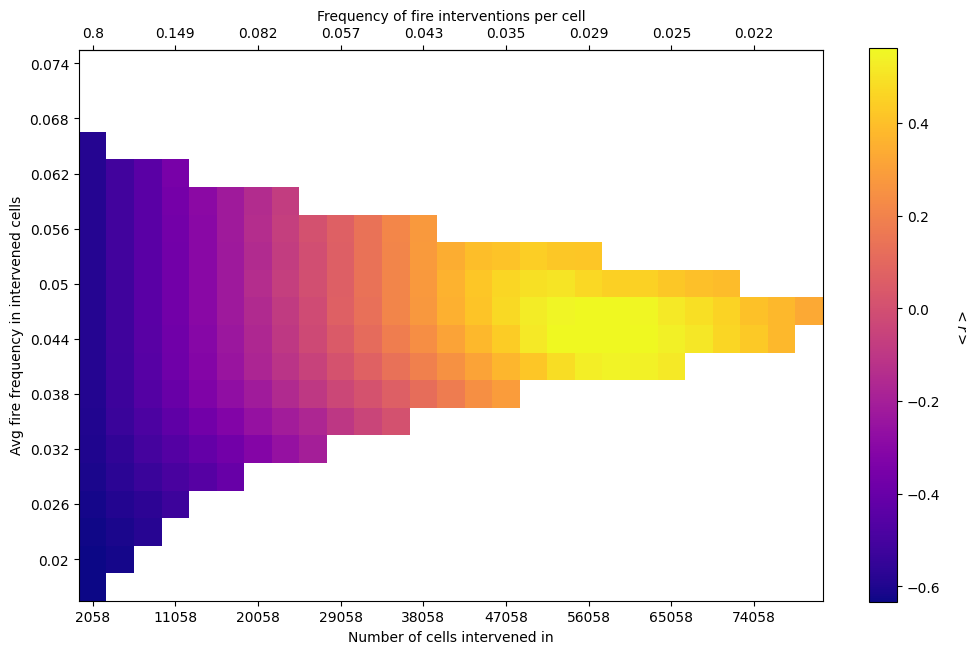 Frequency of fire interventions per cell
0.8 0.149 0.082 0.057 0.043 0.035 0.029 0.025 0.022
Avg fire frequency in intervened cells
0.074
0.068
0.062
0.056
0.05
0.044
0.038
0.032
0.026
0.02
2058 11058 20058 29058 38058 47058 56058 65058 74058
Number of cells intervened in
0.4
0.2
0.0
−0.2
−0.4
−0.6
< r >